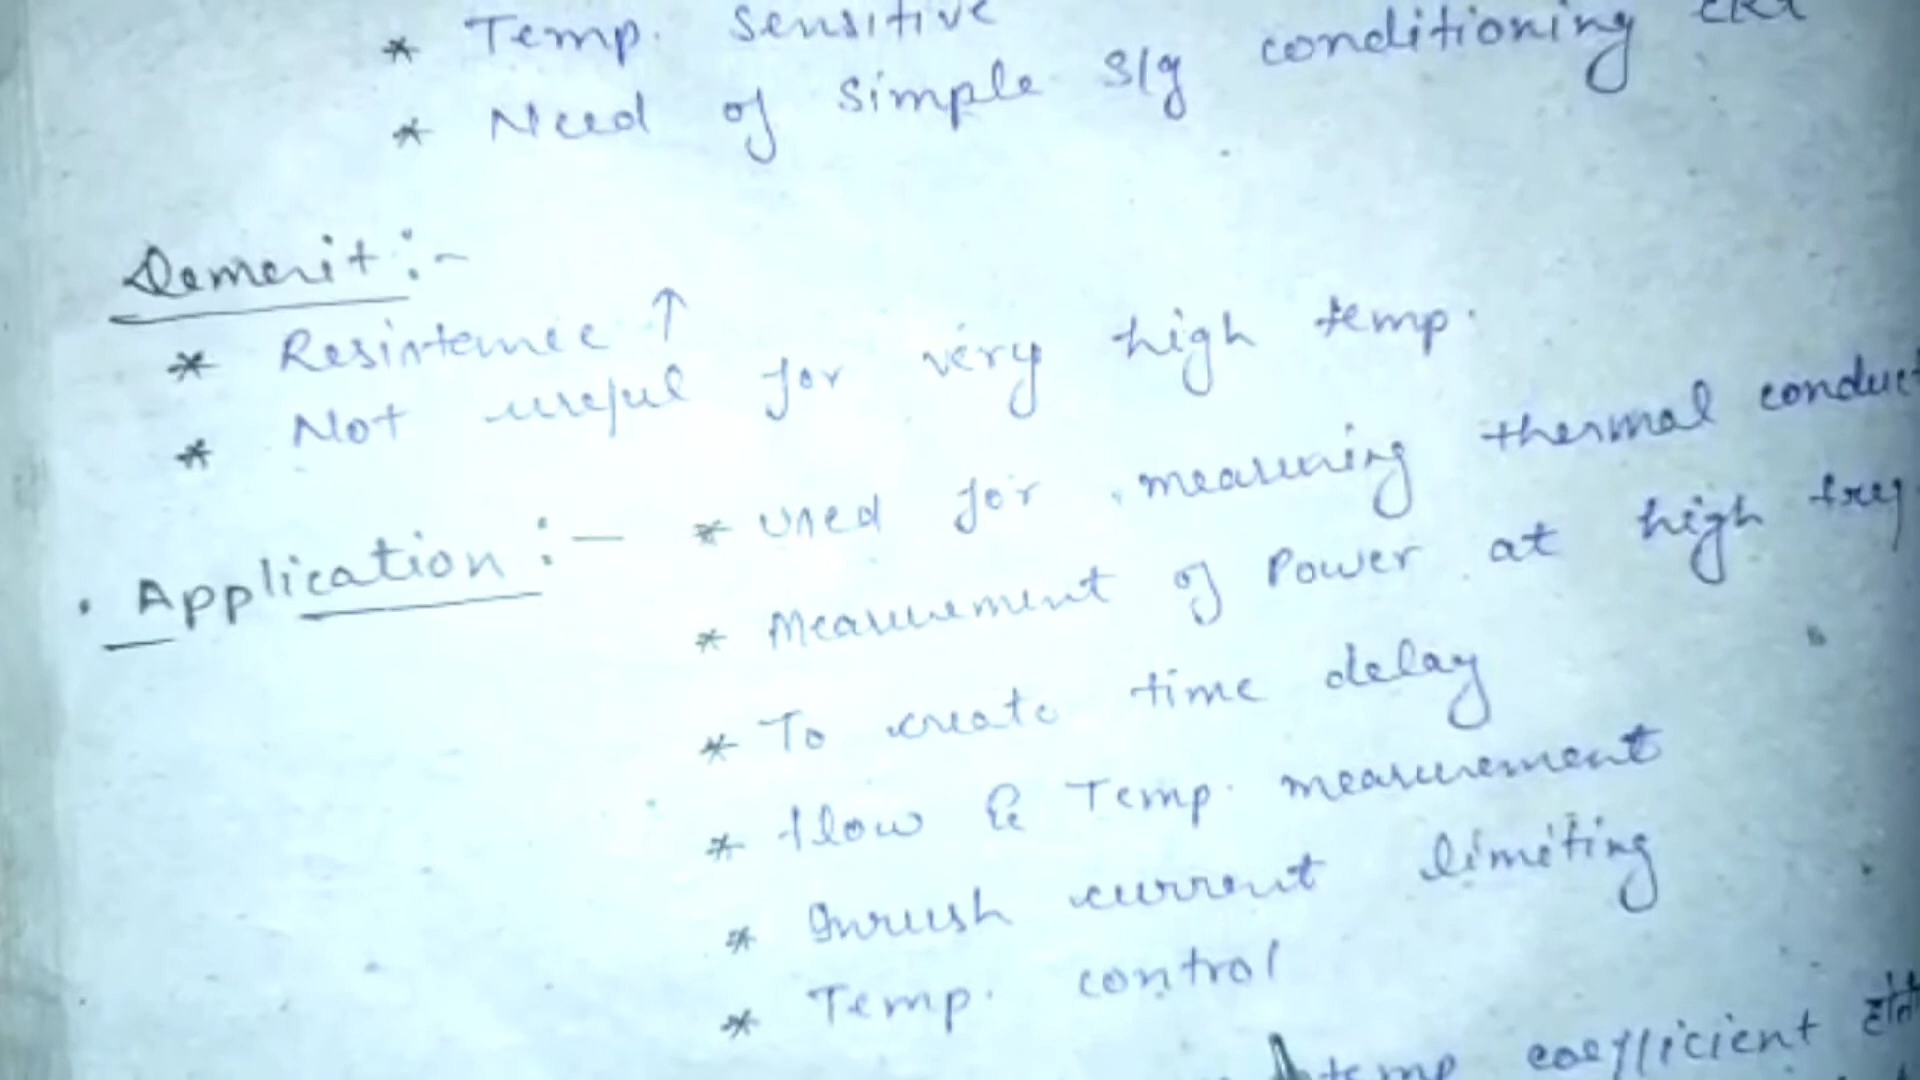 * Temp. Sensitive
* Need of simple s/g conditioning ckt
Demerit :-
* Resistance ↑
* Not useful for very high temp.
. Application :- * used for measuring thermal conduct
* Measurement of Power at high freq.
* To create time delay
* flow & Temp. measurement
* Inrush current limiting
* Temp. control
temp coefficient